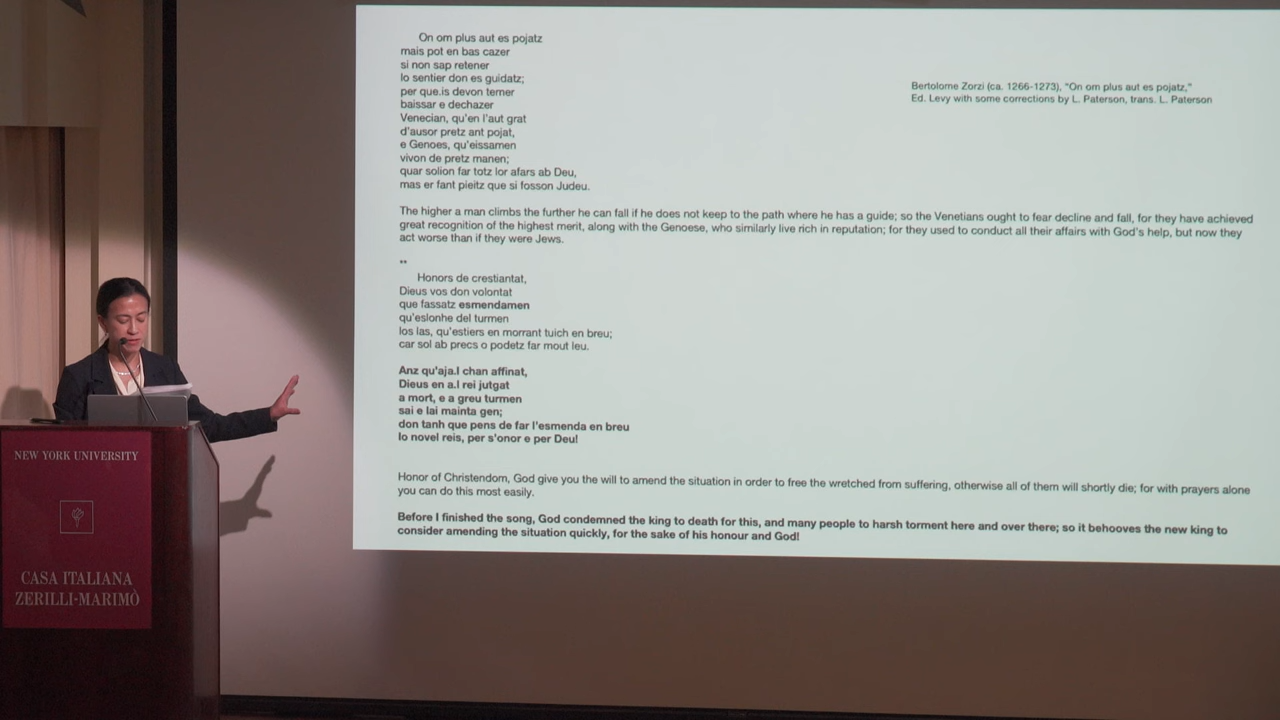 On om plus aut es pojatz
mais pot en bas cazer
si non sap retener
lo sentier don es guidatz;
per que.is devon temer
baissar e dechazer
Venecian, qu'en l'aut grat
d'ausor pretz ant pojat,
e Genoes, qu'eissamen
vivon de pretz manen;
quar solion far totz lor afars ab Deu,
mas er fant pieitz que si fosson Judeu.
Bertolome Zorzi (ca. 1266-1273), "On om plus aut es pojatz,"
Ed. Levy with some corrections by L. Paterson, trans. L. Paterson
The higher a man climbs the further he can fall if he does not keep to the path where he has a guide; so the Venetians ought to fear decline and fall, for they have achieved
great recognition of the highest merit, along with the Genoese, who similarly live rich in reputation; for they used to conduct all their affairs with God's help, but now they
act worse than if they were Jews.
**
Honors de crestiantat,
Dieus vos don volontat
que fassatz esmendamen
qu'eslonhe del turmen
los las, qu'estiers en morrant tuich en breu;
car sol ab precs o podetz far mout leu.
Anz qu'aja.l chan affinat,
Dieus en a.l rei jutgat
a mort, e a greu turmen
sai e lai mainta gen;
don tanh que pens de far l'esmenda en breu
lo novel reis, per s'onor e per Deu!
Honor of Christendom, God give you the will to amend the situation in order to free the wretched from suffering, otherwise all of them will shortly die; for with prayers alone
you can do this most easily.
Before I finished the song, God condemned the king to death for this, and many people to harsh torment here and over there; so it behooves the new king to
consider amending the situation quickly, for the sake of his honour and God!
NEW YORK UNIVERSITY
CASA ITALIANA
ZERILLI-MARIMÒ